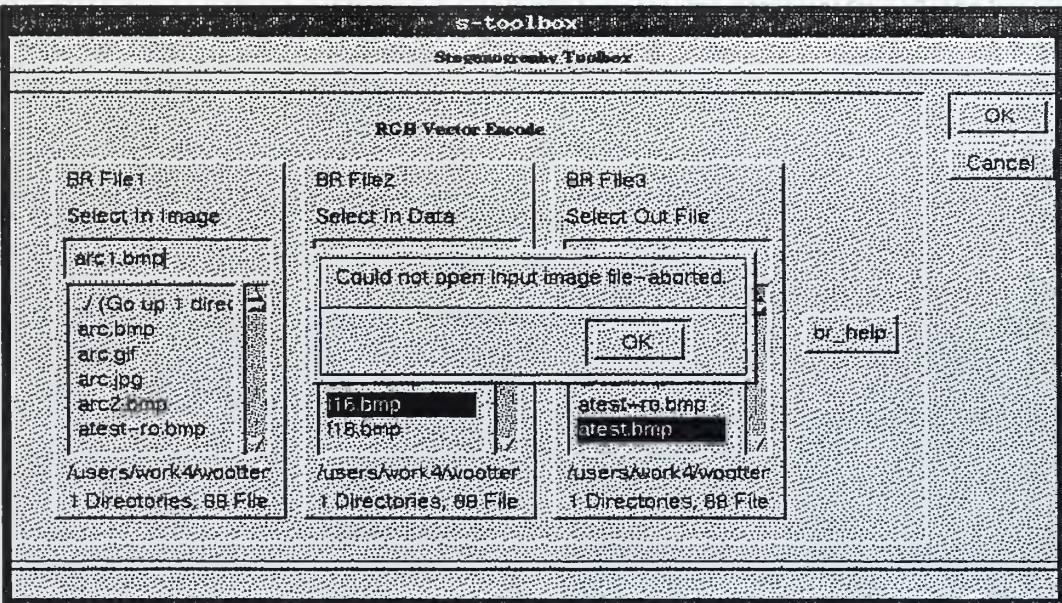 s-toolbox
Steganography Toolbox
RGB Vector Encode
OK
Cancel
BR File1
Select In Image
arc1.bmp
./ (Go up 1 direc
arc.bmp
arc.gif
arc.jpg
arc2.bmp
atest-ro.bmp
/users/work4/wootter
1 Directories, 88 File
BR File2
Select In Data
BR File3
Select Out File
Could not open input image file-aborted.
OK
f16.bmp
f18.bmp
/users/work4/wootter
1 Directories, 88 File
atest-ro.bmp
atest.bmp
/users/work4/wootter
1 Directories, 88 File
br_help